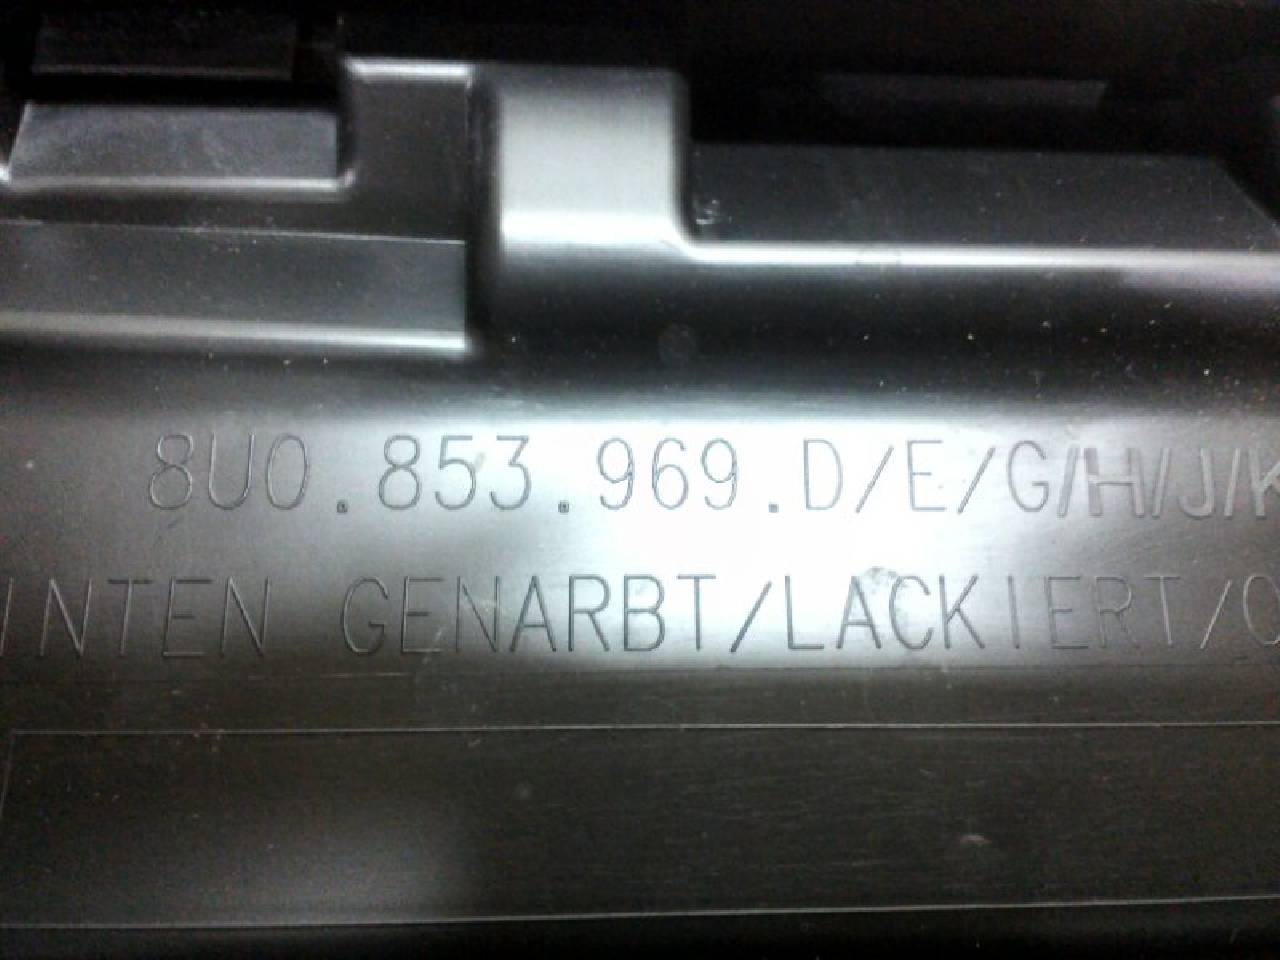 8U0.853.969.D/E/G/H/J/K
INTEN GENARBT/LACKIERT/